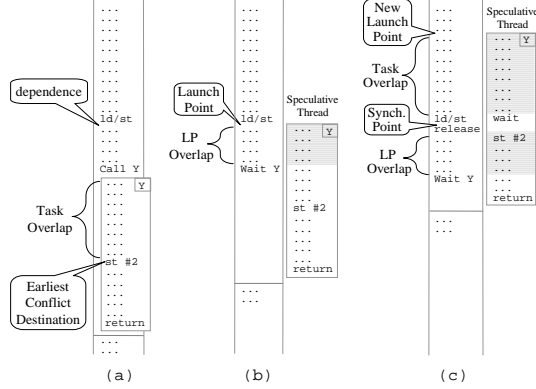 ...
...
...
...
...
...
...
...
...
dependence
ld/st
...
...
...
Call Y
... Y
...
...
Task
Overlap
...
...
...
st #2
Earliest
Conflict
Destination
...
...
...
...
return
...
...
(a)
...
...
...
...
...
...
...
...
...
Launch
Point
ld/st
LP
Overlap
...
...
...
Wait Y
...
...
Speculative
Thread
... Y
...
...
...
...
...
st #2
...
...
...
...
return
(b)
New
Launch
Point
...
...
...
...
...
...
...
...
...
Task
Overlap
Synch.
Point
ld/st
release
LP
Overlap
...
...
...
Wait Y
...
...
Speculative
Thread
... Y
...
...
...
...
...
wait
st #2
...
...
...
...
return
(c)